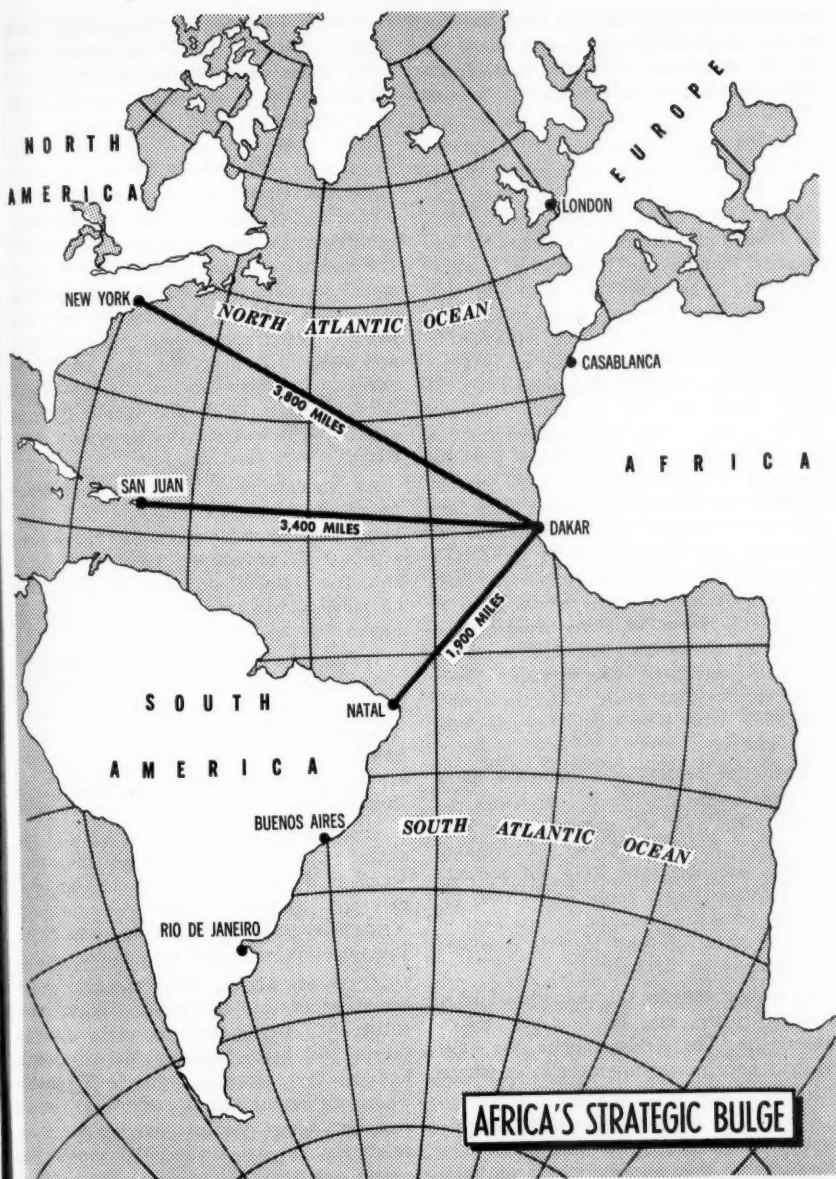 NORTH
AMERICA
EUROPE
LONDON
NEW YORK
NORTH ATLANTIC OCEAN
CASABLANCA
3,800 MILES
AFRICA
SAN JUAN
3,400 MILES
DAKAR
1,900 MILES
SOUTH
NATAL
AMERICA
BUENOS AIRES
SOUTH ATLANTIC OCEAN
RIO DE JANEIRO
AFRICA'S STRATEGIC BULGE